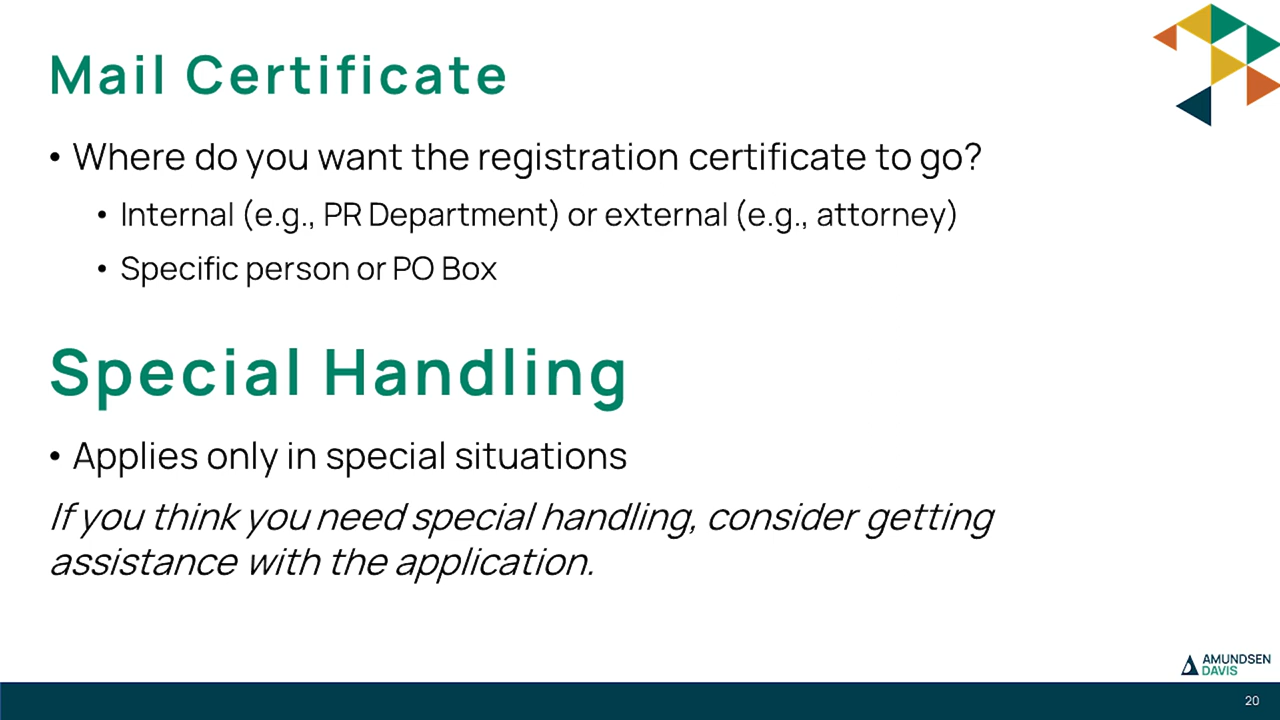 Mail Certificate
• Where do you want the registration certificate to go?
• Internal (e.g., PR Department) or external (e.g., attorney)
• Specific person or PO Box
Special Handling
• Applies only in special situations
If you think you need special handling, consider getting
assistance with the application.
AMUNDSEN
DAVIS
20